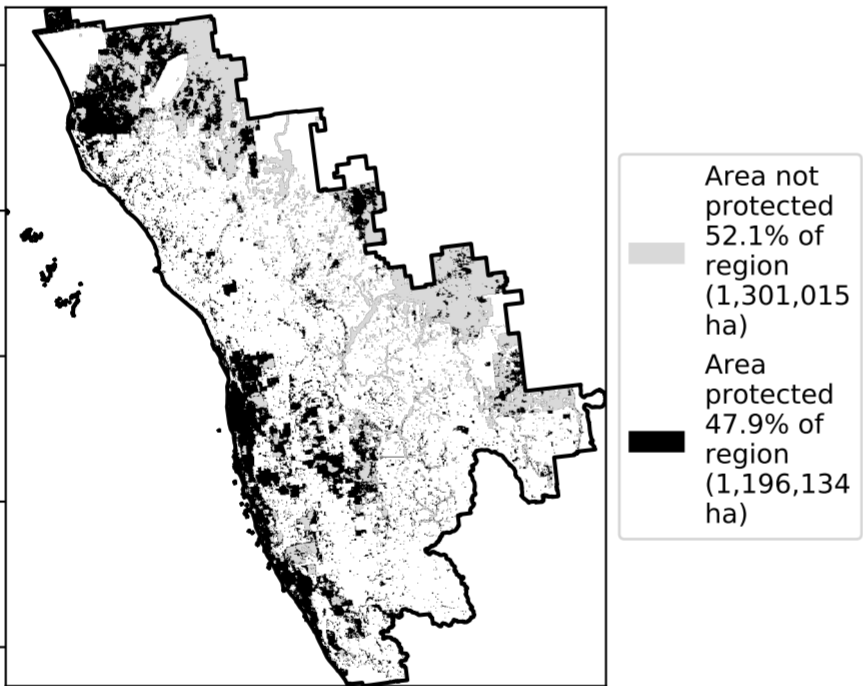 Area not
protected
52.1% of
region
(1,301,015
ha)
Area
protected
47.9% of
region
(1,196,134
ha)